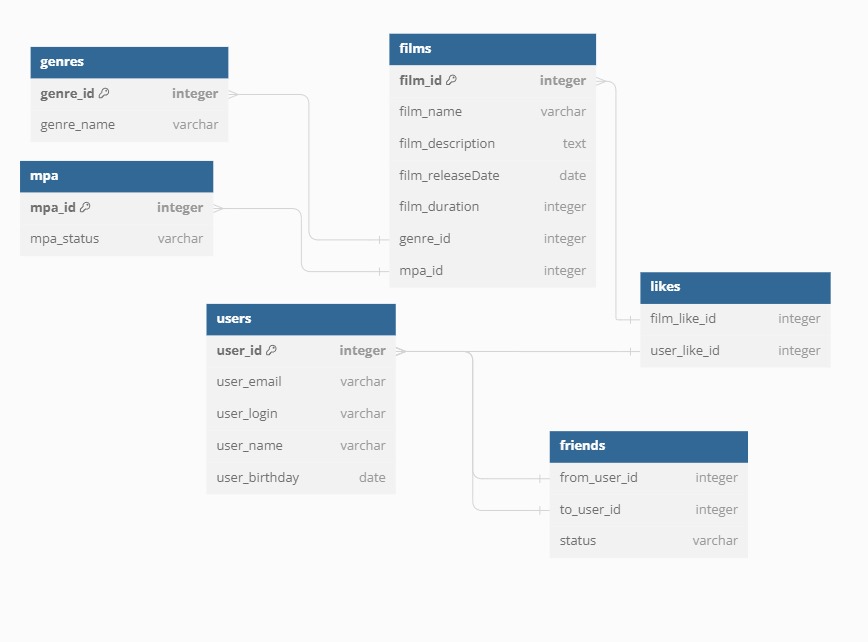 genres
genre_id integer
genre_name varchar
mpa
mpa_id integer
mpa_status varchar
films
film_id integer
film_name varchar
film_description text
film_releaseDate date
film_duration integer
genre_id integer
mpa_id integer
users
user_id integer
user_email varchar
user_login varchar
user_name varchar
user_birthday date
likes
film_like_id integer
user_like_id integer
friends
from_user_id integer
to_user_id integer
status varchar